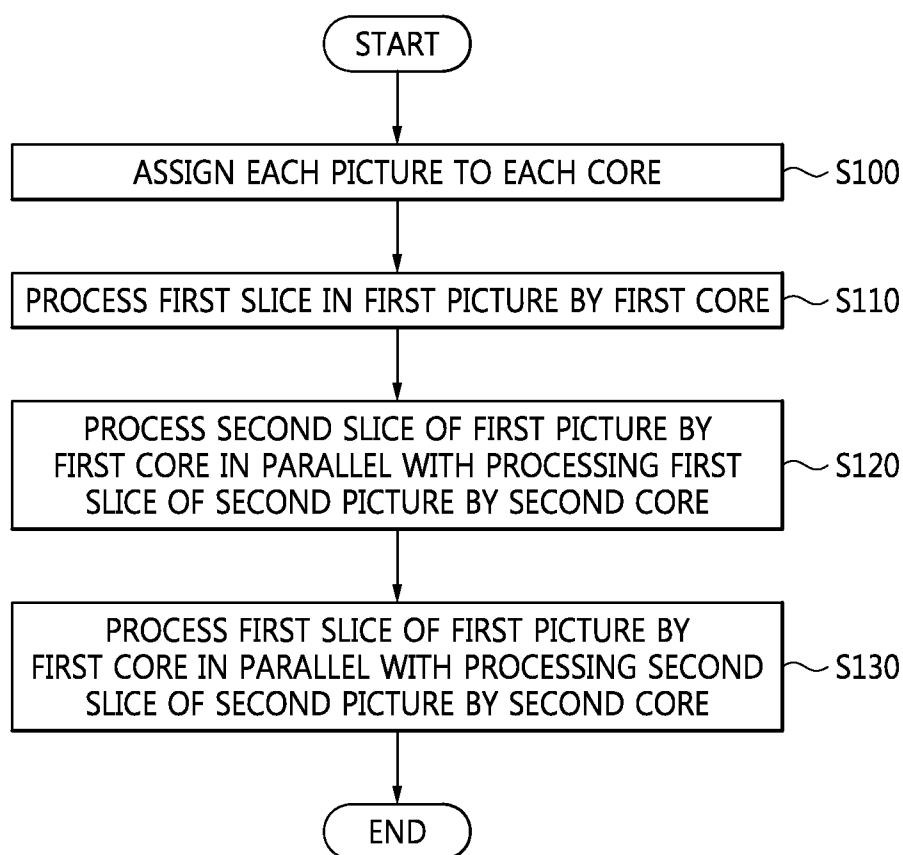 START
ASSIGN EACH PICTURE TO EACH CORE
S100
PROCESS FIRST SLICE IN FIRST PICTURE BY FIRST CORE
S110
PROCESS SECOND SLICE OF FIRST PICTURE BY
FIRST CORE IN PARALLEL WITH PROCESSING FIRST
SLICE OF SECOND PICTURE BY SECOND CORE
S120
PROCESS FIRST SLICE OF FIRST PICTURE BY
FIRST CORE IN PARALLEL WITH PROCESSING SECOND
SLICE OF SECOND PICTURE BY SECOND CORE
S130
END